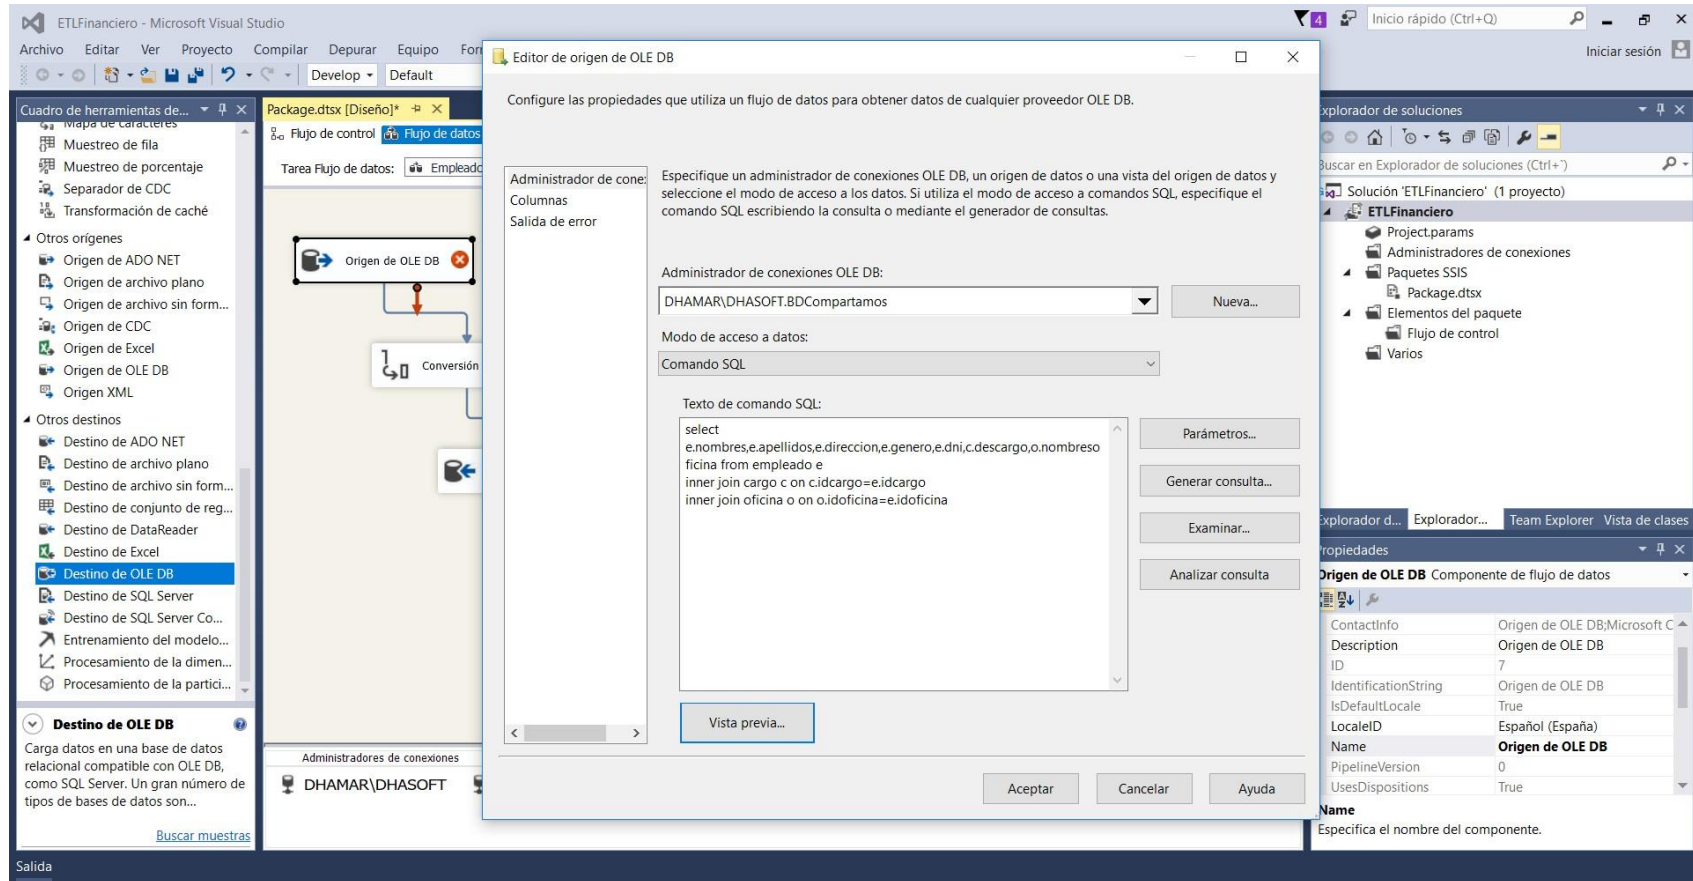 ETLFinanciero - Microsoft Visual Studio
4
Inicio rápido (Ctrl+Q)
Archivo Editar Ver Proyecto Compilar Depurar Equipo
Iniciar sesión
Develop Default
Cuadro de herramientas de...
Mapa de caracteres
Muestreo de fila
Muestreo de porcentaje
Separador de CDC
Transformación de caché
Otros orígenes
Origen de ADO NET
Origen de archivo plano
Origen de archivo sin form...
Origen de CDC
Origen de Excel
Origen de OLE DB
Origen XML
Otros destinos
Destino de ADO NET
Destino de archivo plano
Destino de archivo sin form...
Destino de conjunto de reg...
Destino de DataReader
Destino de Excel
Destino de OLE DB
Destino de SQL Server
Destino de SQL Server Co...
Entrenamiento del modelo...
Procesamiento de la dimen...
Procesamiento de la partici...
Destino de OLE DB
Carga datos en una base de datos
relacional compatible con OLE DB,
como SQL Server. Un gran número de
tipos de bases de datos son...
Buscar muestras
Salida
Package.dtsx [Diseño]*
Flujo de control Flujo de datos
Tarea Flujo de datos:
Origen de OLE DB
Conversión
Administradores de conexiones
DHAMAR\DHASOFT
Editor de origen de OLE DB
Configure las propiedades que utiliza un flujo de datos para obtener datos de cualquier proveedor OLE DB.
Administrador de cone
Columnas
Salida de error
Especifique un administrador de conexiones OLE DB, un origen de datos o una vista del origen de datos y
seleccione el modo de acceso a los datos. Si utiliza el modo de acceso a comandos SQL, especifique el
comando SQL escribiendo la consulta o mediante el generador de consultas.
Administrador de conexiones OLE DB:
DHAMAR\DHASOFT.BDCompartamos
Nueva...
Modo de acceso a datos:
Comando SQL
Texto de comando SQL:
select
e.nombres,e.apellidos,e.direccion,e.genero,e.dni,c.descargo,o.nombreso
ficina from empleado e
inner join cargo c on c.idcargo=e.idcargo
inner join oficina o on o.idoficina=e.idoficina
Parámetros...
Generar consulta...
Examinar...
Analizar consulta
Vista previa...
Aceptar Cancelar Ayuda
Explorador de soluciones
Buscar en Explorador de soluciones (Ctrl+¨)
Solución 'ETLFinanciero' (1 proyecto)
ETLFinanciero
Project.params
Administradores de conexiones
Paquetes SSIS
Package.dtsx
Elementos del paquete
Flujo de control
Varios
Explorador d... Explorador... Team Explorer Vista de clases
Propiedades
Origen de OLE DB Componente de flujo de datos
ContactInfo Origen de OLE DB;Microsoft C
Description Origen de OLE DB
ID 7
IdentificationString Origen de OLE DB
IsDefaultLocale True
LocaleID Español (España)
Name Origen de OLE DB
PipelineVersion 0
UsesDispositions True
Name
Especifica el nombre del componente.